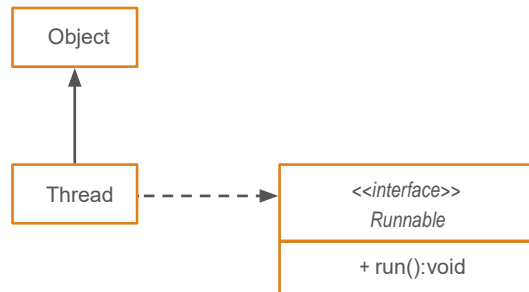 Object
Thread
<<interface>>
Runnable
+ run():void